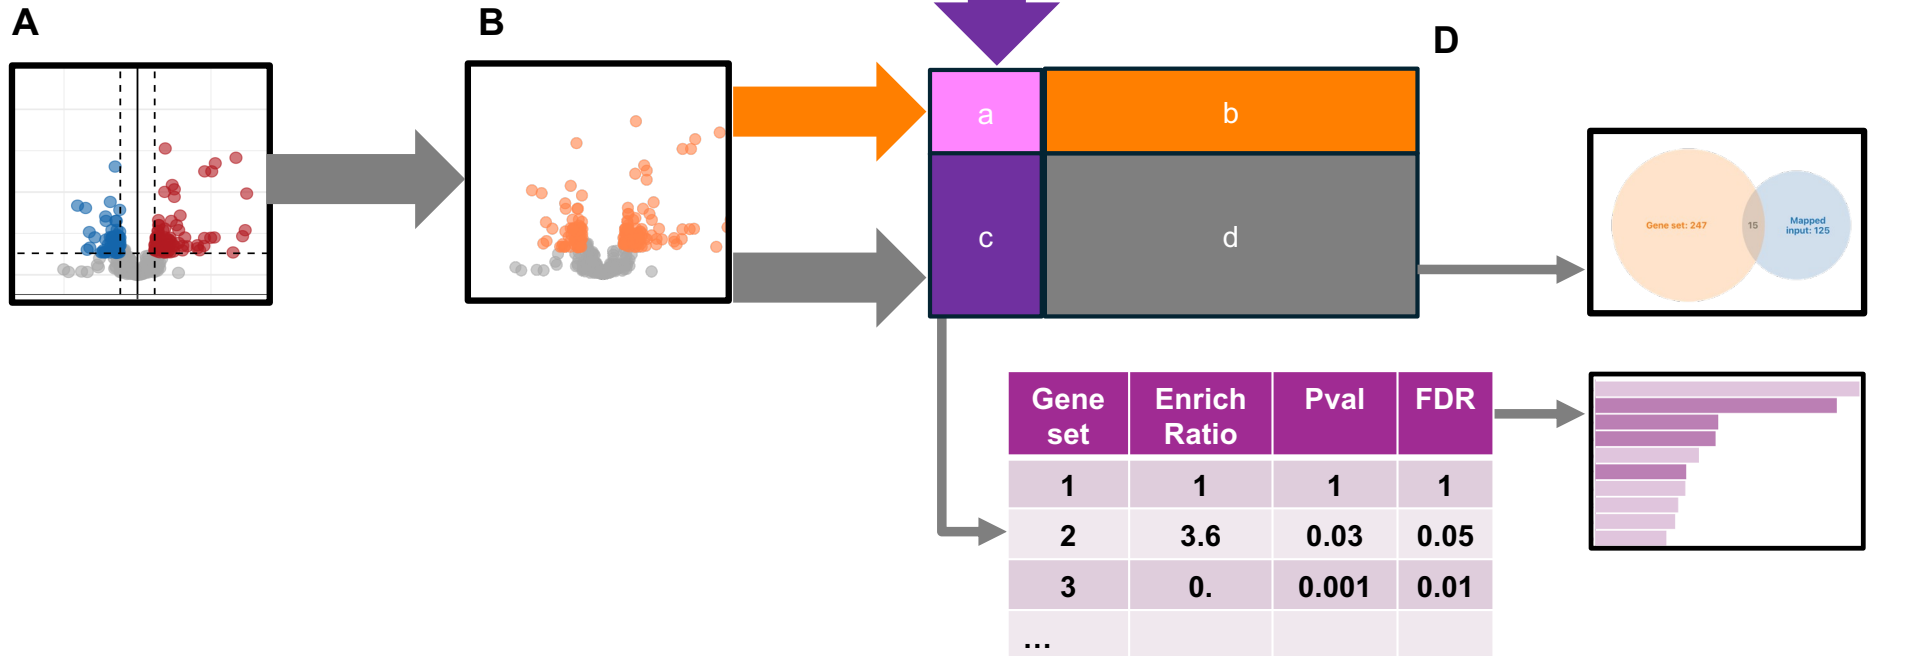 A
B
D
a
b
c
d
Gene set: 247
15
Mapped
input: 125
Gene
set
Enrich
Ratio
Pval
FDR
1 1 1 1
2 3.6 0.03 0.05
3 0. 0.001 0.01
...